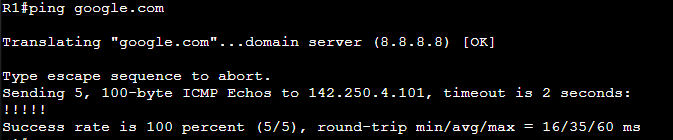 R1#ping google.com
Translating "google.com"...domain server (8.8.8.8) [OK]
Type escape sequence to abort.
Sending 5, 100-byte ICMP Echos to 142.250.4.101, timeout is 2 seconds:
!!!!!
Success rate is 100 percent (5/5), round-trip min/avg/max = 16/35/60 ms